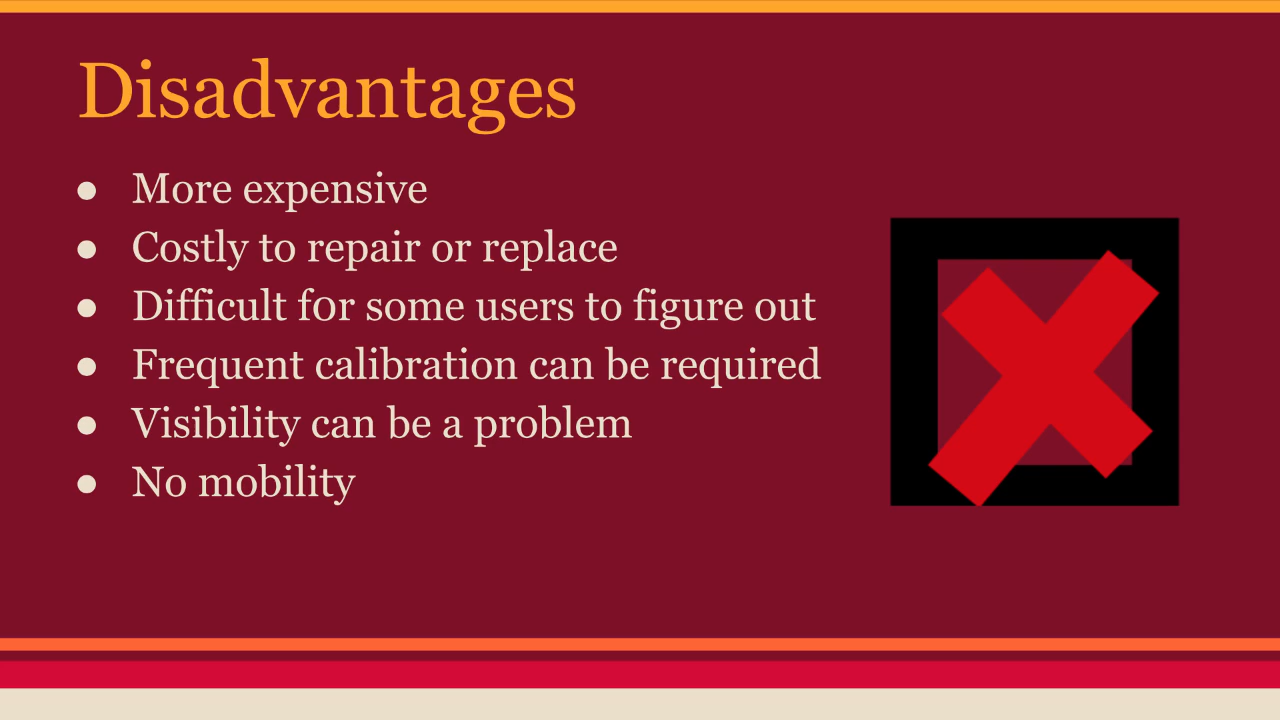 Disadvantages
● More expensive
● Costly to repair or replace
● Difficult for some users to figure out
● Frequent calibration can be required
● Visibility can be a problem
● No mobility